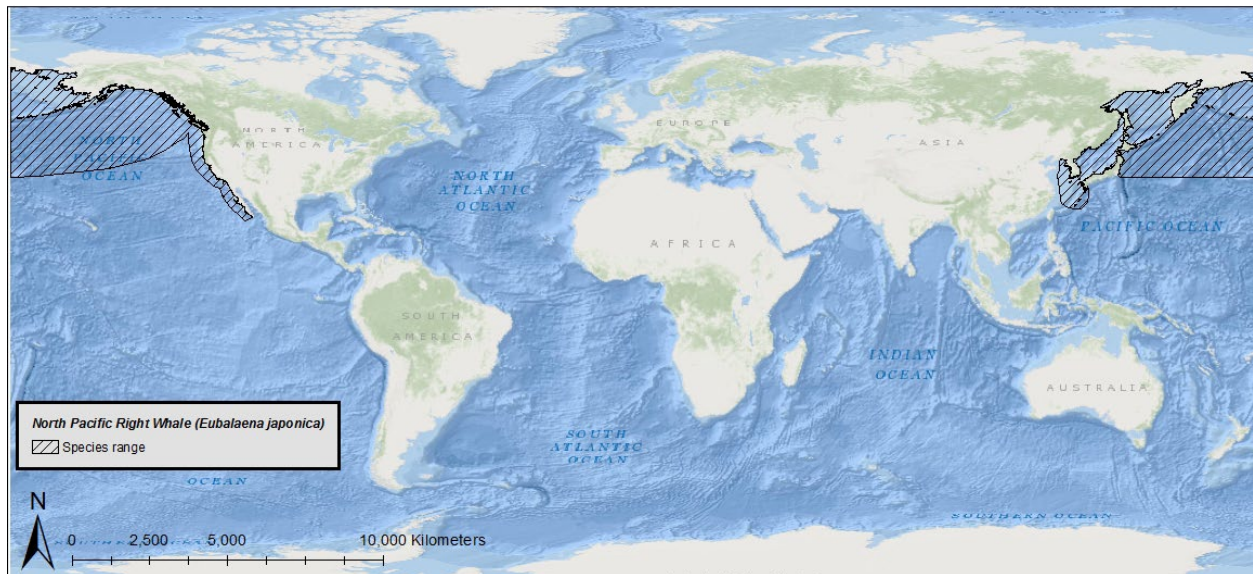 NORTH
AMERICA
EUROPE
ASIA
NORTH
PACIFIC
OCEAN
NORTH
ATLANTIC
OCEAN
AFRICA
PACIFIC OCEAN
SOUTH
AMERICA
INDIAN
OCEAN
AUSTRALIA
SOUTH
ATLANTIC
OCEAN
North Pacific Right Whale (Eubalaena japonica)
Species range
OCEAN
SOUTHERN OCEAN
N
0 2,500 5,000 10,000 Kilometers